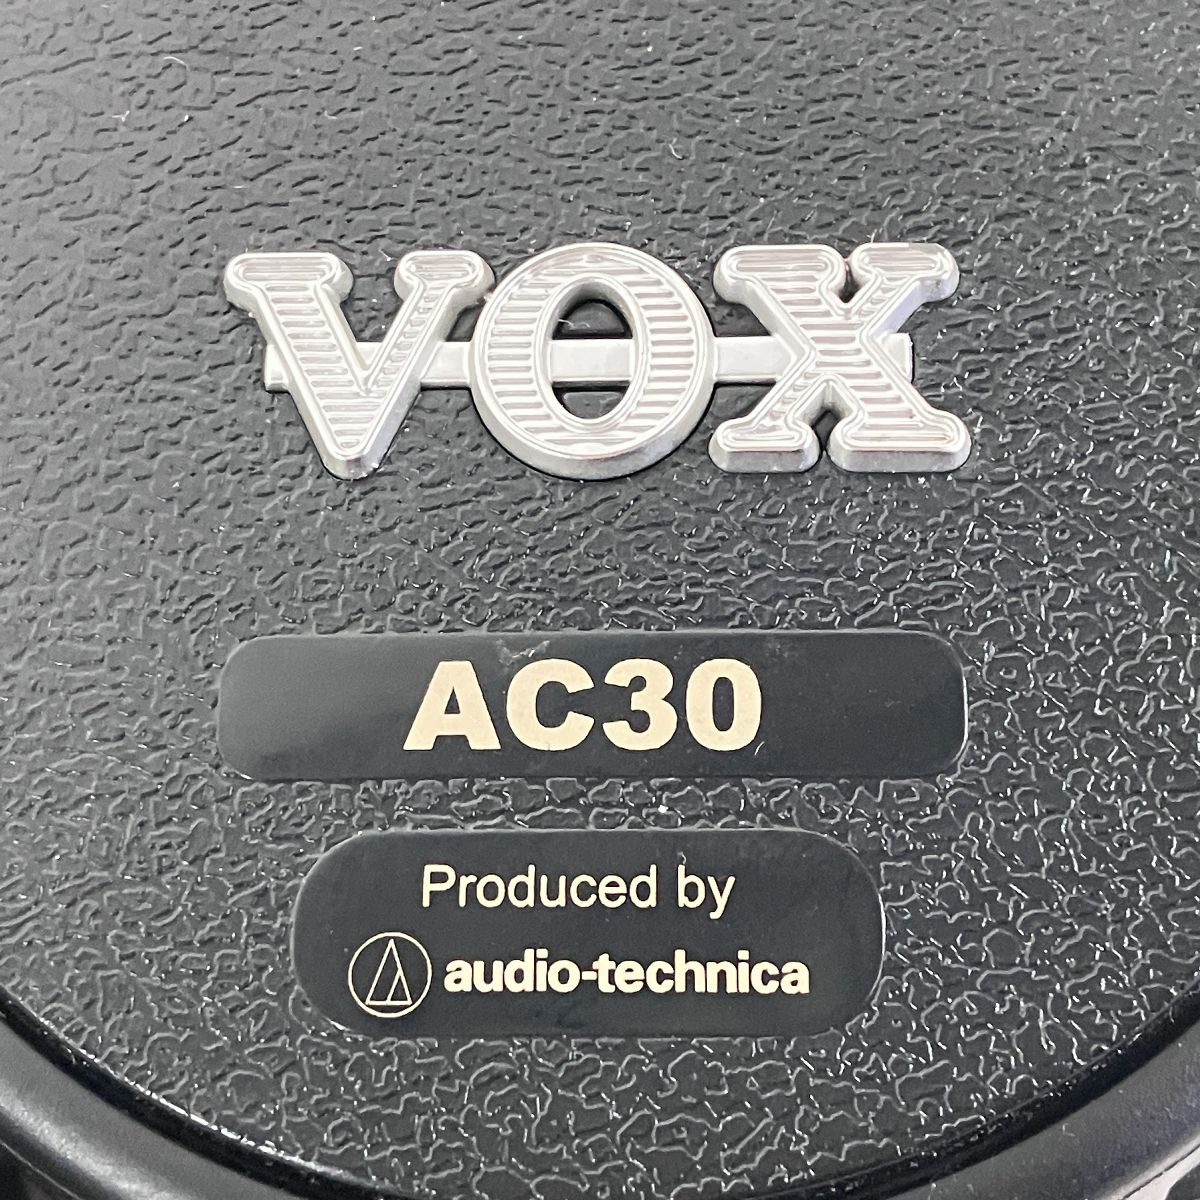 VOX
AC30
Produced by
audio-technica